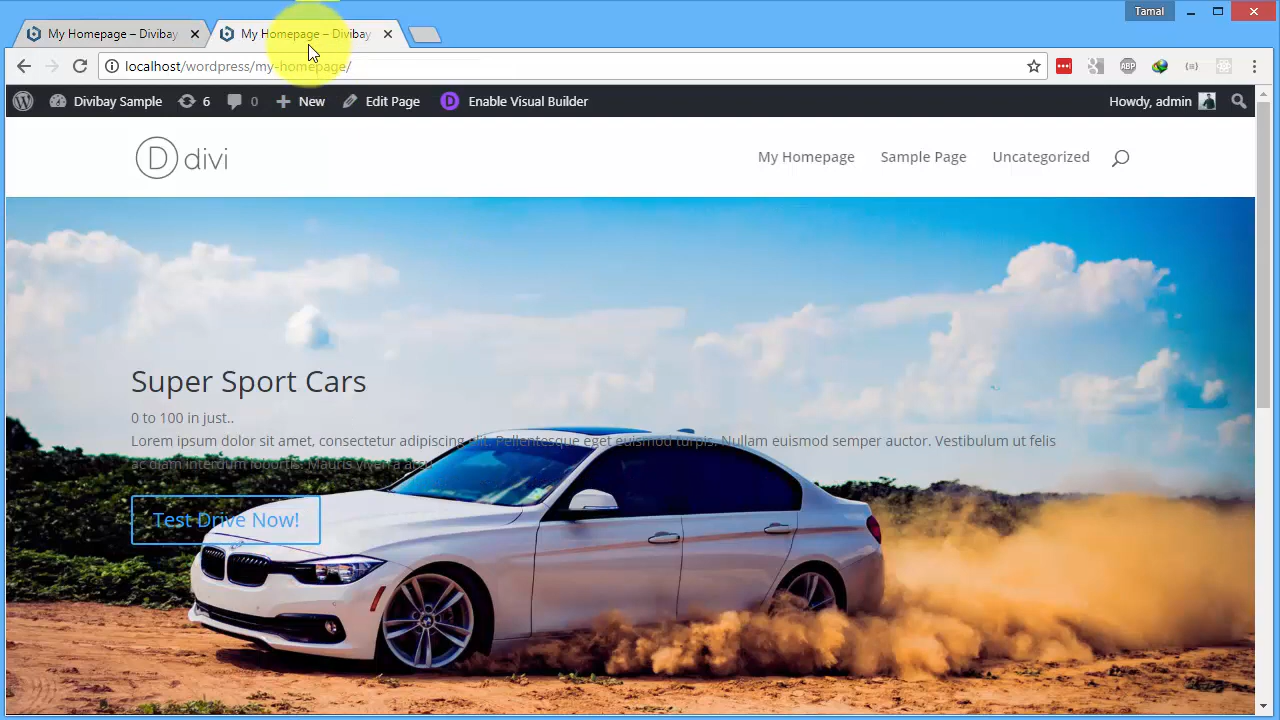 Tamal
My Homepage – Divibay
My Homepage – Divibay
localhost/wordpress/my-homepage/
ABP
Divibay Sample
6
0
New
Edit Page
D
Enable Visual Builder
Howdy, admin
D divi
My Homepage
Sample Page
Uncategorized
Super Sport Cars
0 to 100 in just..
Lorem ipsum dolor sit amet, consectetur adipiscing elit. Pellentesque eget euismod turpis. Nullam euismod semper auctor. Vestibulum ut felis
ac diam interdum lobortis. Mauris viverra arcu
Test Drive Now!